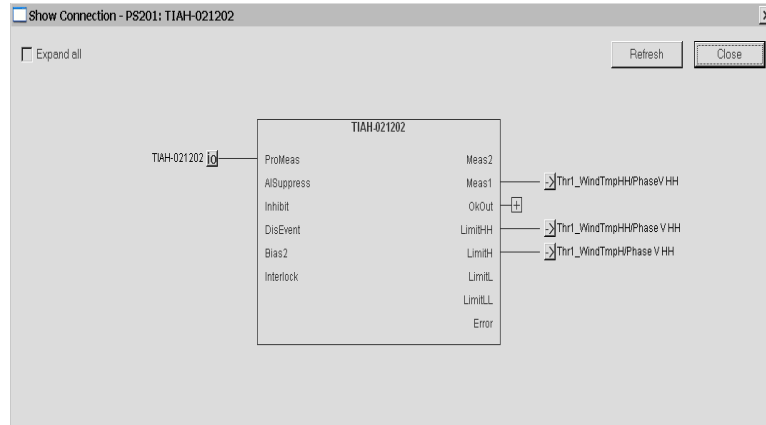 Show Connection - PS201: TIAH-021202
Expand all
Refresh
Close
TIAH-021202
TIAH-021202 io
ProMeas
Meas2
AlSuppress
Meas1
-> Thr1_WindTmpHH/PhaseV HH
Inhibit
OkOut
+
DisEvent
LimitHH
-> Thr1_WindTmpHH/Phase V HH
Bias2
LimitH
-> Thr1_WindTmpH/Phase V HH
Interlock
LimitL
LimitLL
Error